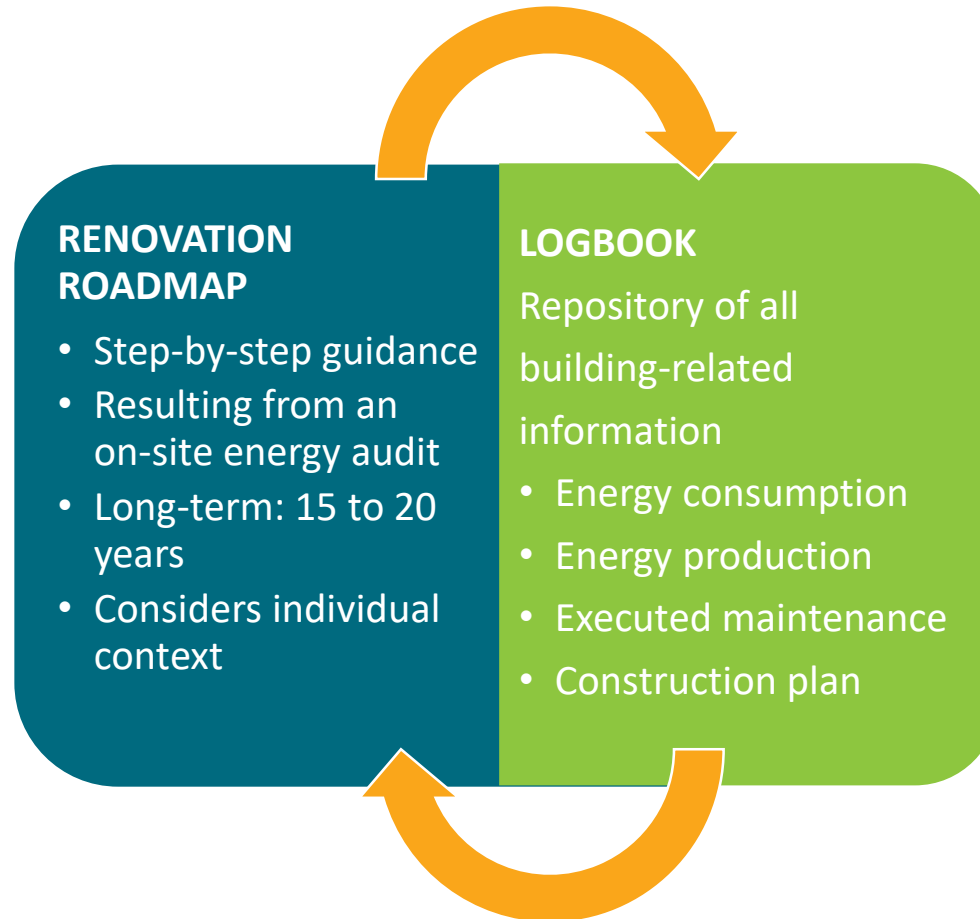 RENOVATION
ROADMAP
• Step-by-step guidance
• Resulting from an
on-site energy audit
• Long-term: 15 to 20
years
• Considers individual
context
LOGBOOK
Repository of all
building-related
information
• Energy consumption
• Energy production
• Executed maintenance
• Construction plan